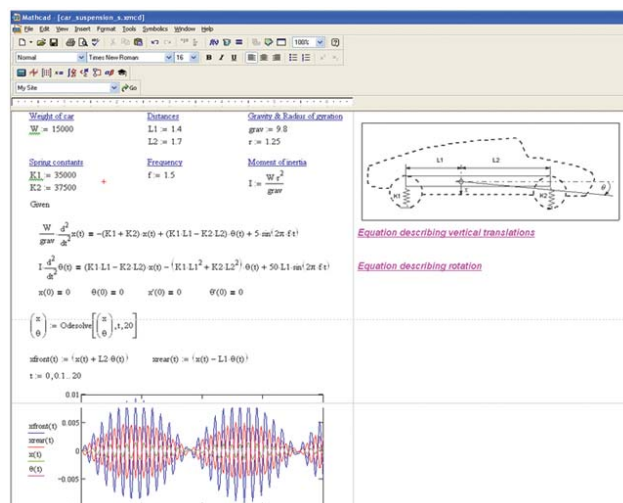 Mathcad - [car_suspension_s.xmcd]
File Edit View Insert Format Tools Symbolics Window Help
100%
Normal Times New Roman 16 B I U
My Site Go
Weight of car Distances Gravity & Radius of gyration
W := 15000 L1 := 1.4 grav := 9.8
L2 := 1.7 r := 1.25
Spring constants Frequency Moment of inertia
K1 := 35000 f := 1.5 I := W·r²/grav
K2 := 37500
L1 L2
K1 K2 θ
Given
W/grav · d²/dt² x(t) = -(K1 + K2)·x(t) + (K1·L1 - K2·L2)·θ(t) + 5·sin(2π·f·t)
Equation describing vertical translations
I · d²/dt² θ(t) = (K1·L1 - K2·L2)·x(t) - (K1·L1² + K2·L2²)·θ(t) + 50·L1·sin(2π·f·t)
Equation describing rotation
x(0) = 0 θ(0) = 0 x'(0) = 0 θ'(0) = 0
(x θ) := Odesolve[(x θ), t, 20]
xfront(t) := (x(t) + L2·θ(t)) xrear(t) := (x(t) - L1·θ(t))
t := 0, 0.1.. 20
0.01
0.005
xfront(t)
xrear(t)
x(t)
θ(t)
0
-0.005